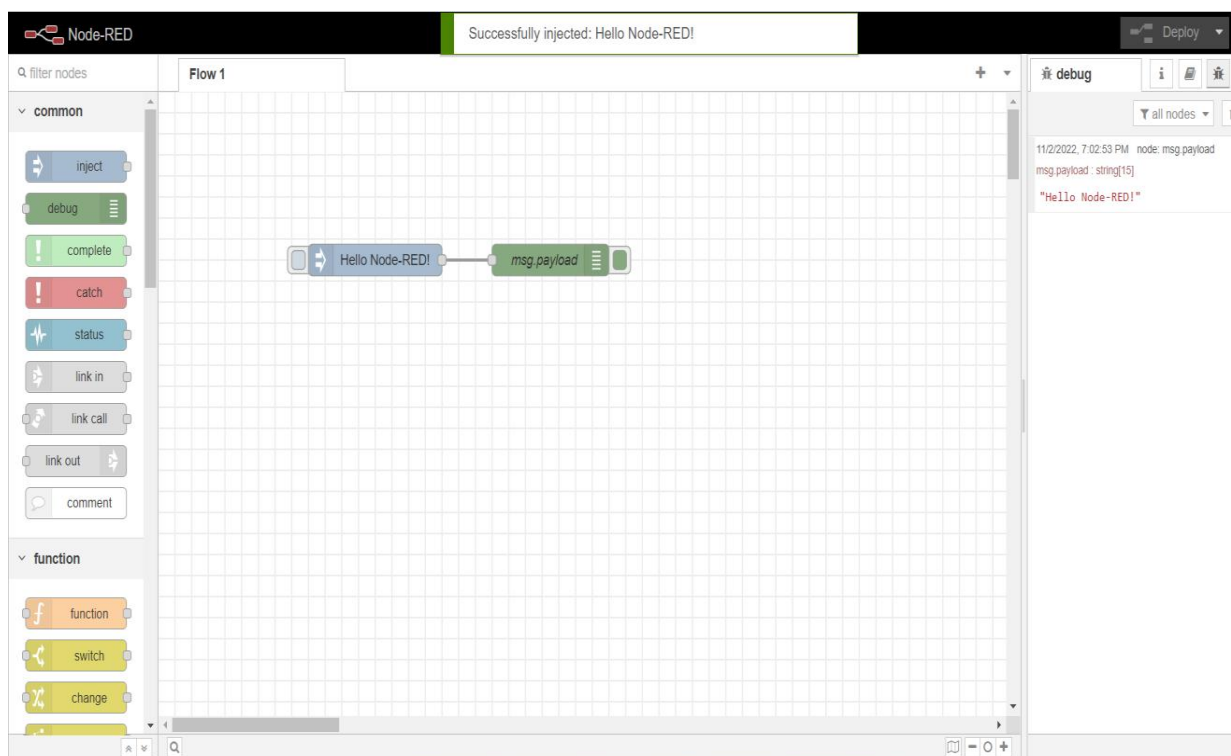 Node-RED
Successfully injected: Hello Node-RED!
Deploy
filter nodes
Flow 1
debug
i
common
all nodes
inject
debug
complete
catch
status
link in
link call
link out
comment
function
function
switch
change
Hello Node-RED!
msg.payload
11/2/2022, 7:02:53 PM node: msg.payload
msg.payload : string[15]
"Hello Node-RED!"